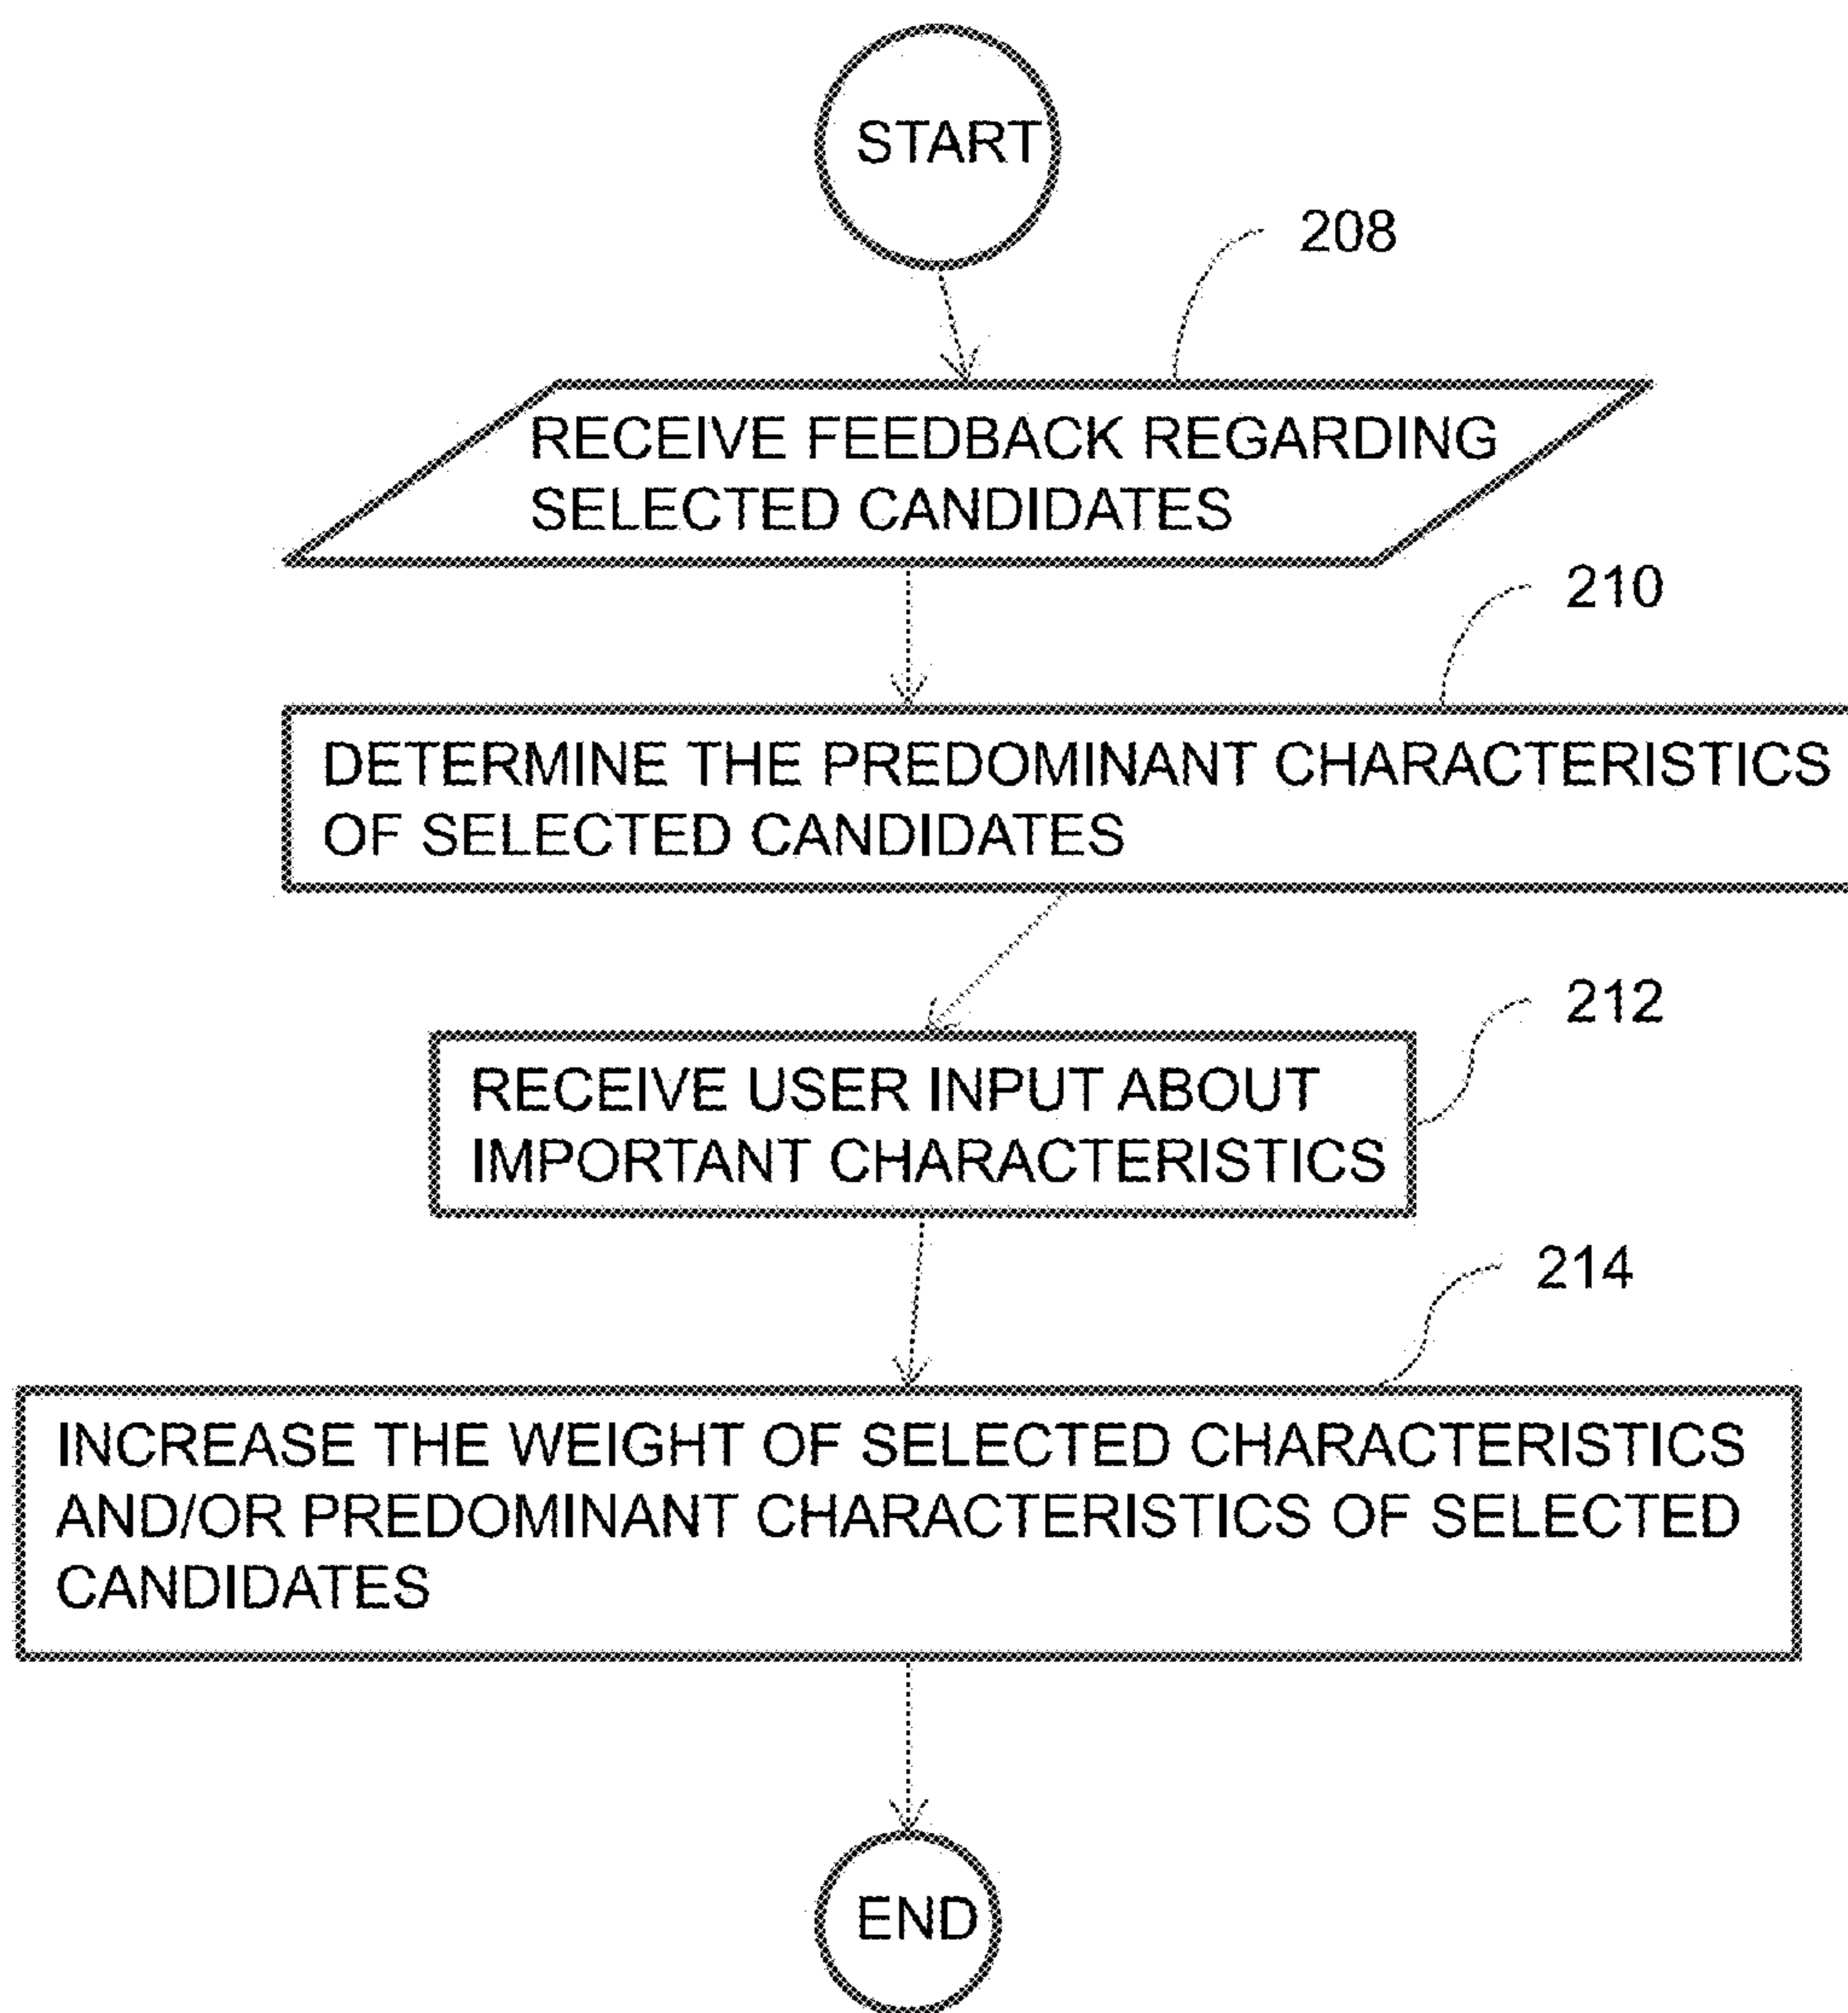 START
208
RECEIVE FEEDBACK REGARDING
SELECTED CANDIDATES
210
DETERMINE THE PREDOMINANT CHARACTERISTICS
OF SELECTED CANDIDATES
212
RECEIVE USER INPUT ABOUT
IMPORTANT CHARACTERISTICS
214
INCREASE THE WEIGHT OF SELECTED CHARACTERISTICS
AND/OR PREDOMINANT CHARACTERISTICS OF SELECTED
CANDIDATES
END